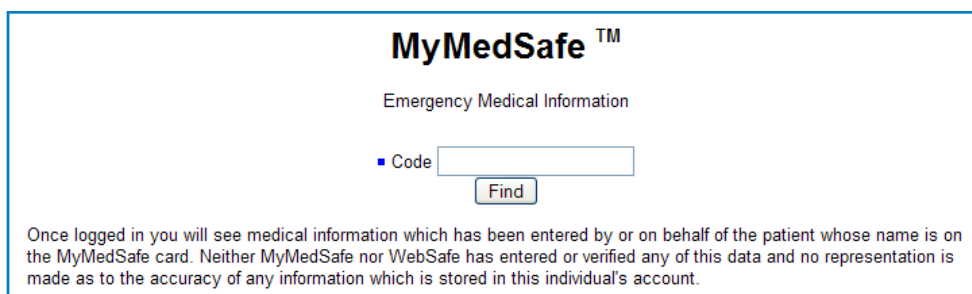 MyMedSafe ™
Emergency Medical Information
Code
Find
Once logged in you will see medical information which has been entered by or on behalf of the patient whose name is on
the MyMedSafe card. Neither MyMedSafe nor WebSafe has entered or verified any of this data and no representation is
made as to the accuracy of any information which is stored in this individual's account.